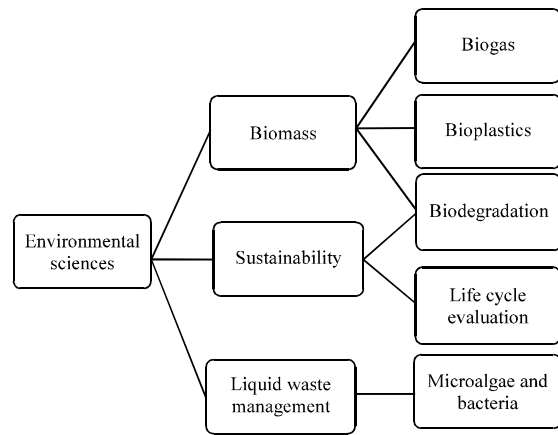 Environmental
sciences
Biomass
Sustainability
Liquid waste
management
Biogas
Bioplastics
Biodegradation
Life cycle
evaluation
Microalgae and
bacteria